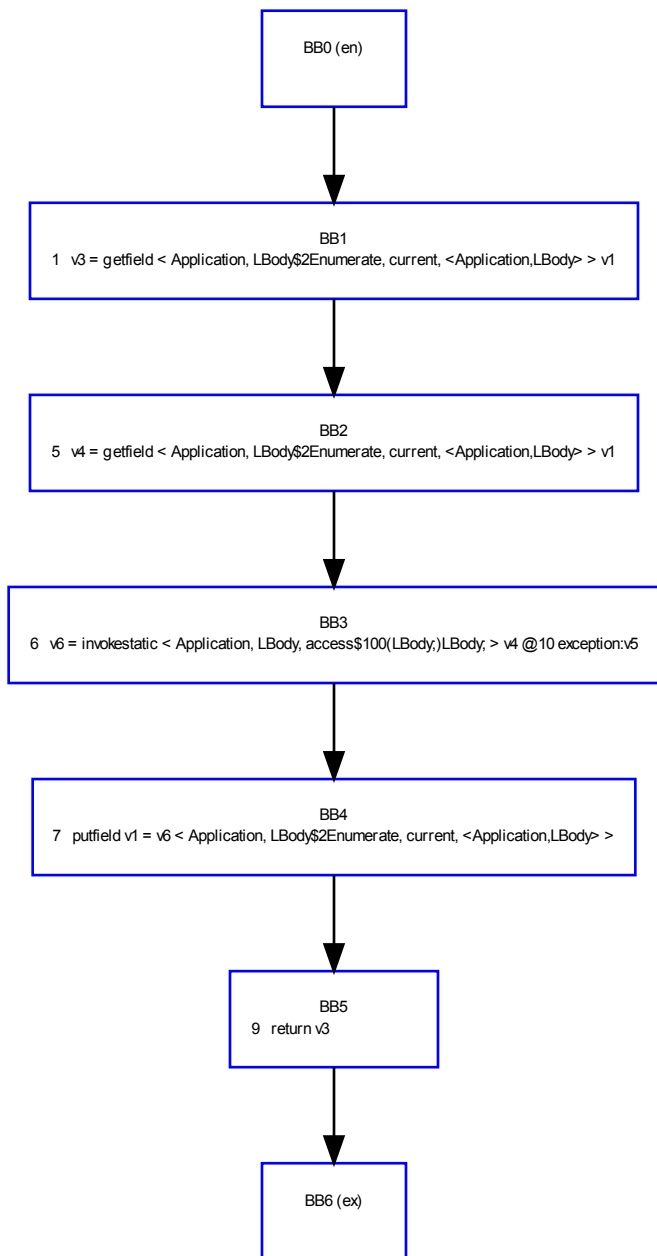 BB0 (en)
BB1
1 v3 = getfield < Application, LBody$2Enumerate, current, <Application,LBody> > v1
BB2
5 v4 = getfield < Application, LBody$2Enumerate, current, <Application,LBody> > v1
BB3
6 v6 = invokestatic < Application, LBody, access$100(LBody;)LBody; > v4 @10 exception:v5
BB4
7 putfield v1 = v6 < Application, LBody$2Enumerate, current, <Application,LBody> >
BB5
9 return v3
BB6 (ex)